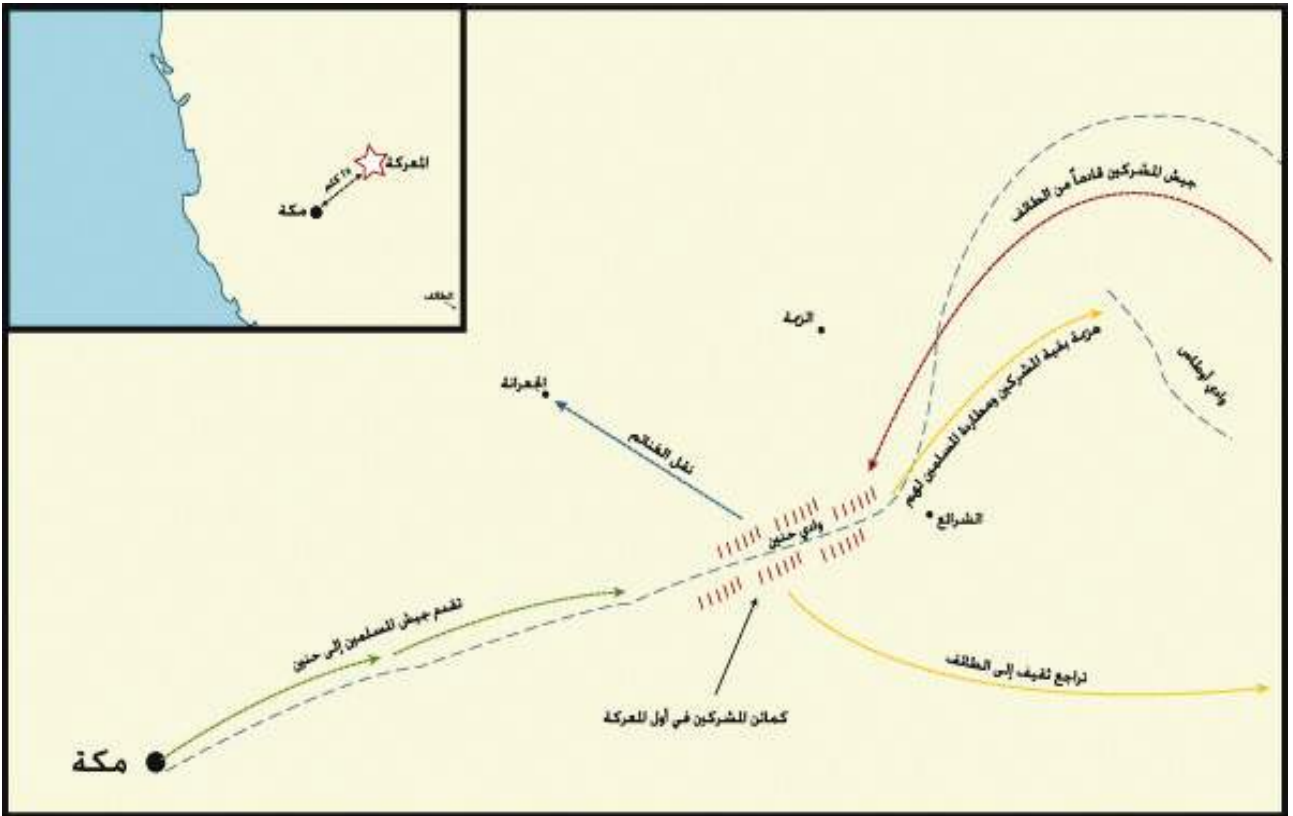 المعركة
مكة
الطائف
جيش المشركين قادماً من الطائف
الزيمة
هزيمة بقية المشركين ومطاردة المسلمين لهم
وادي أوطاس
الجعرانة
نقل الغنائم
وادي حنين
الشرائع
تقدم جيش المسلمين إلى حنين
تراجع ثقيف إلى الطائف
كمائن المشركين في أول المعركة
مكة